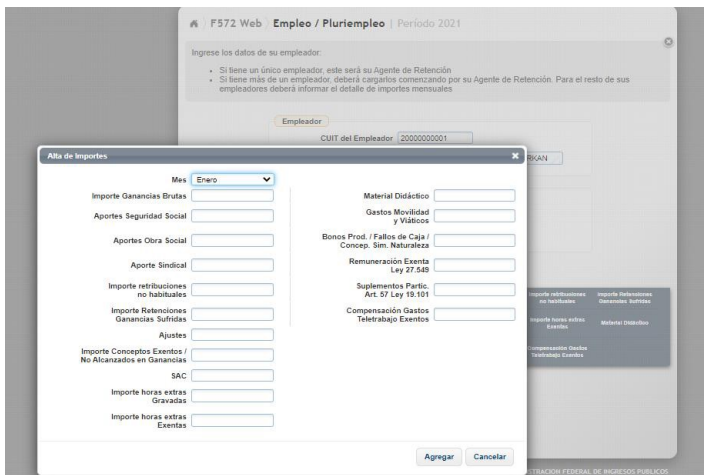 F572 Web Empleo / Pluriempleo | Período 2021
Ingrese los datos de su empleador:
Si tiene un único empleador, este será su Agente de Retención
Si tiene más de un empleador, deberá cargarlos comenzando por su Agente de Retención. Para el resto de sus
empleadores deberá informar el detalle de importes mensuales
Empleador
CUIT del Empleador 20000000001
RKAN
Alta de Importes
Mes Enero
Importe Ganancias Brutas
Aportes Seguridad Social
Aportes Obra Social
Aporte Sindical
Importe retribuciones
no habituales
Importe Retenciones
Ganancias Sufridas
Ajustes
Importe Conceptos Exentos /
No Alcanzados en Ganancias
SAC
Importe horas extras
Gravadas
Importe horas extras
Exentas
Material Didáctico
Gastos Movilidad
y Viáticos
Bonos Prod. / Fallos de Caja /
Concep. Sim. Naturaleza
Remuneración Exenta
Ley 27.549
Suplementos Partic.
Art. 57 Ley 19.101
Compensación Gastos
Teletrabajo Exentos
Importe retribuciones
no habituales
Importe Retenciones
Ganancias Sufridas
Importe horas extras
Exentas
Material Didáctico
Compensación Gastos
Teletrabajo Exentos
Agregar Cancelar
STRACION FEDERAL DE INGRESOS PUBLICOS